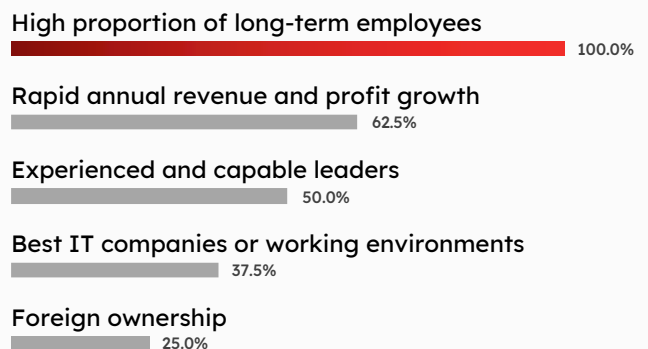 High proportion of long-term employees
100.0%
Rapid annual revenue and profit growth
62.5%
Experienced and capable leaders
50.0%
Best IT companies or working environments
37.5%
Foreign ownership
25.0%